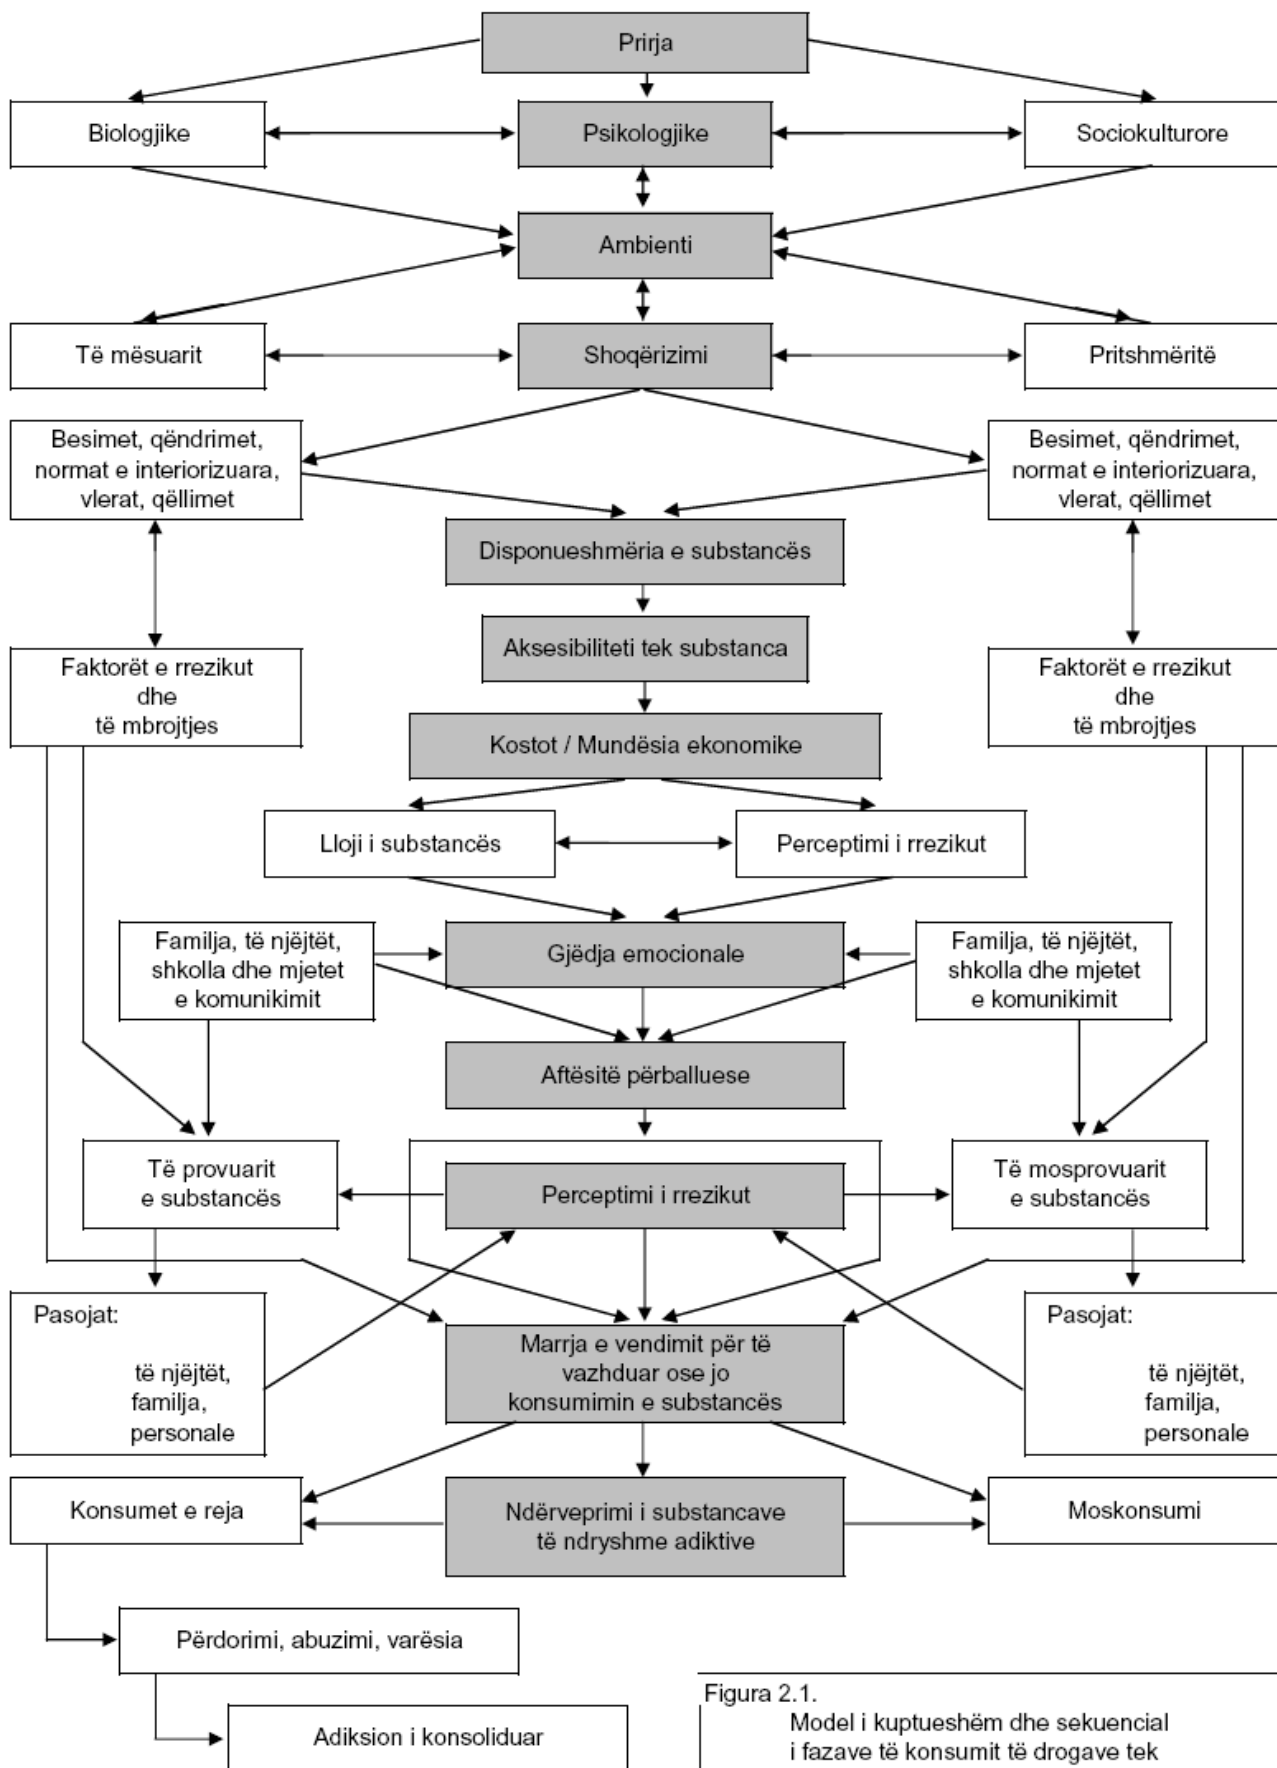 Prirja
Biologjike
Psikologjike
Sociokulturore
Ambienti
Të mësuarit
Shoqërizimi
Pritshmëritë
Besimet, qëndrimet,
normat e interiorizuara,
vlerat, qëllimet
Besimet, qëndrimet,
normat e interiorizuara,
vlerat, qëllimet
Disponueshmëria e substancës
Aksesibiliteti tek substanca
Faktorët e rrezikut
dhe
të mbrojtjes
Faktorët e rrezikut
dhe
të mbrojtjes
Kostot / Mundësia ekonomike
Lloji i substancës
Perceptimi i rrezikut
Familja, të njëjtët,
shkolla dhe mjetet
e komunikimit
Gjëdja emocionale
Familja, të njëjtët,
shkolla dhe mjetet
e komunikimit
Aftësitë përballuese
Të provuarit
e substancës
Perceptimi i rrezikut
Të mosprovuarit
e substancës
Pasojat:
të njëjtët,
familja,
personale
Marrja e vendimit për të
vazhduar ose jo
konsumimin e substancës
Pasojat:
të njëjtët,
familja,
personale
Konsumet e reja
Ndërveprimi i substancave
të ndryshme adiktive
Moskonsumi
Përdorimi, abuzimi, varësia
Adiksion i konsoliduar
Figura 2.1.
Model i kuptueshëm dhe sekuencial
i fazave të konsumit të drogave tek